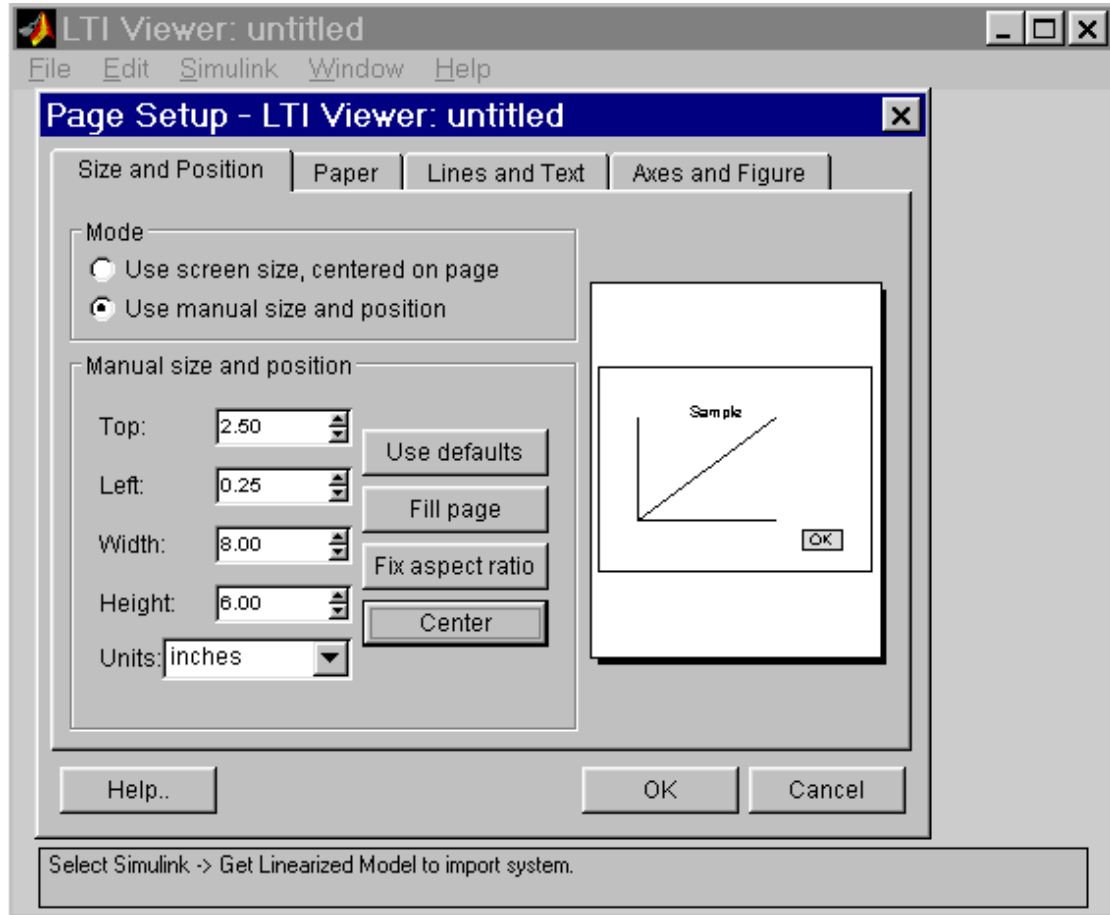 LTI Viewer: untitled
File Edit Simulink Window Help
Page Setup - LTI Viewer: untitled
Size and Position Paper Lines and Text Axes and Figure
Mode
Use screen size, centered on page
Use manual size and position
Manual size and position
Top: 2.50
Left: 0.25
Width: 8.00
Height: 6.00
Units: inches
Use defaults
Fill page
Fix aspect ratio
Center
Sample
OK
Help..
OK Cancel
Select Simulink -> Get Linearized Model to import system.